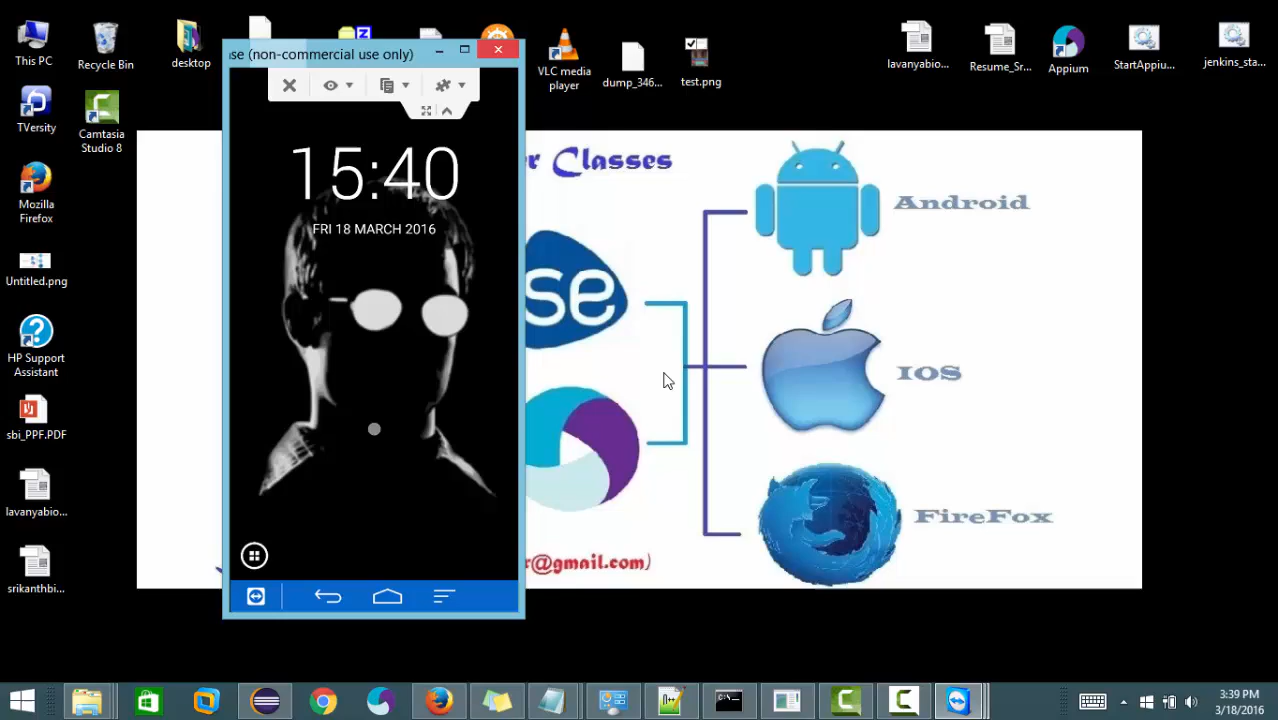 This PC
Recycle Bin
desktop
VLC media
player
dump_346...
test.png
lavanyabio...
Resume_Sr...
Appium
StartAppiu...
jenkins_sta...
TVersity
Camtasia
Studio 8
Mozilla
Firefox
Untitled.png
HP Support
Assistant
sbi_PPF.PDF
lavanyabio...
srikanthbi...
(non-commercial use only)
15:40
FRI 18 MARCH 2016
Classes
se
r@gmail.com)
Android
IOS
FireFox
3:39 PM
3/18/2016